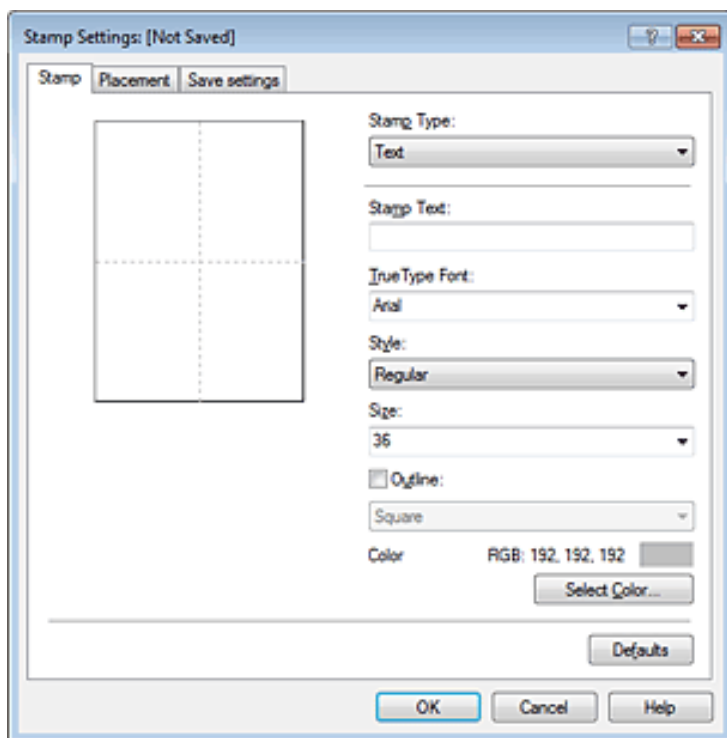 Stamp Settings: [Not Saved]
Stamp Placement Save settings
Stamp Type:
Text
Stamp Text:
TrueType Font:
Arial
Style:
Regular
Size:
36
Outline:
Square
Color RGB: 192, 192, 192
Select Color...
Defaults
OK Cancel Help